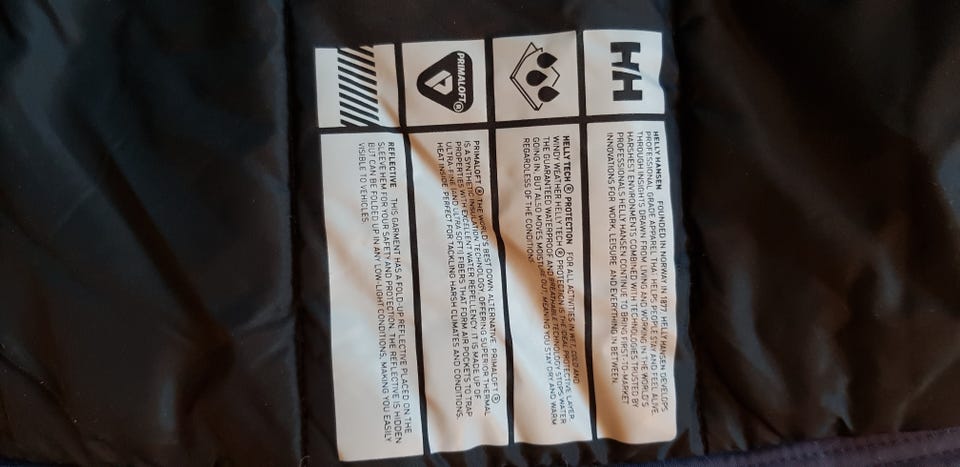 HH
HELLY HANSEN FOUNDED IN NORWAY IN 1877, HELLY HANSEN DEVELOPS
PROFESSIONAL GRADE APPAREL THAT HELPS PEOPLE STAY AND FEEL ALIVE.
THROUGH INSIGHTS DRAWN FROM LIVING AND WORKING IN THE WORLD'S
HARSHEST ENVIRONMENTS COMBINED WITH TECHNOLOGIES TRUSTED BY
PROFESSIONALS HELLY HANSEN CONTINUE TO BRING FIRST-TO-MARKET
INNOVATIONS FOR WORK, LEISURE AND EVERYTHING IN BETWEEN.
HELLY TECH® PROTECTION FOR ALL ACTIVITIES IN WET, COLD AND
WINDY WEATHER HELLY TECH® PROTECTION IS THE IDEAL PROTECTIVE LAYER.
THE GUARANTEED WATERPROOF AND BREATHABLE TECHNOLOGY STOPS WATER
GOING IN, BUT ALSO MOVES MOISTURE OUT, MEANING YOU STAY DRY AND WARM
REGARDLESS OF THE CONDITIONS.
PRIMALOFT®
PRIMALOFT® THE WORLD'S BEST DOWN ALTERNATIVE. PRIMALOFT®
IS A SYNTHETIC INSULATION TECHNOLOGY, OFFERING SUPERIOR THERMAL
PROPERTIES WITH EXCELLENT WATER REPELLENCY. IT IS MADE UP OF
ULTRA-FINE (AND ULTRA SOFT!) FIBERS THAT FORM AIR POCKETS TO TRAP
HEAT INSIDE. PERFECT FOR TACKLING HARSH CLIMATES AND CONDITIONS.
REFLECTIVE THIS GARMENT HAS A FOLD-UP REFLECTIVE PLACED ON THE
SLEEVE HEM FOR YOUR SAFETY AND PROTECTION. THE REFLECTIVE IS HIDDEN
BUT CAN BE FOLDED UP IN ANY LOW-LIGHT CONDITIONS, MAKING YOU EASILY
VISIBLE TO VEHICLES.